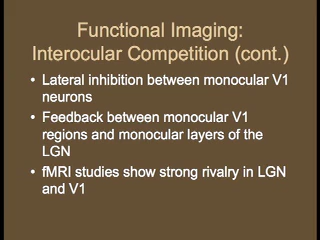 Functional Imaging:
Interocular Competition (cont.)
• Lateral inhibition between monocular V1
neurons
• Feedback between monocular V1
regions and monocular layers of the
LGN
• fMRI studies show strong rivalry in LGN
and V1